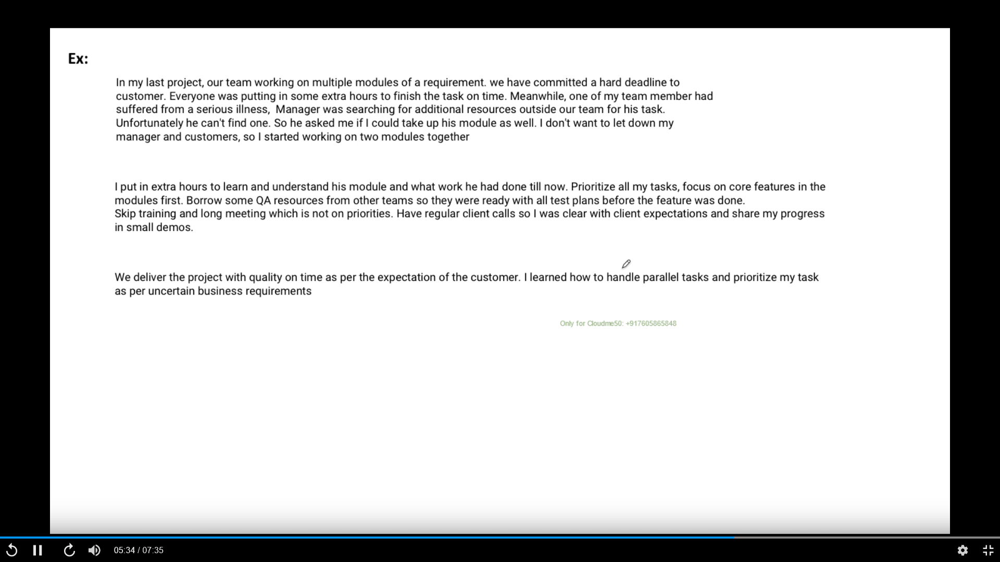 Ex:
In my last project, our team working on multiple modules of a requirement. we have committed a hard deadline to
customer. Everyone was putting in some extra hours to finish the task on time. Meanwhile, one of my team member had
suffered from a serious illness,  Manager was searching for additional resources outside our team for his task.
Unfortunately he can't find one. So he asked me if I could take up his module as well. I don't want to let down my
manager and customers, so I started working on two modules together
I put in extra hours to learn and understand his module and what work he had done till now. Prioritize all my tasks, focus on core features in the
modules first. Borrow some QA resources from other teams so they were ready with all test plans before the feature was done.
Skip training and long meeting which is not on priorities. Have regular client calls so I was clear with client expectations and share my progress
in small demos.
We deliver the project with quality on time as per the expectation of the customer. I learned how to handle parallel tasks and prioritize my task
as per uncertain business requirements
Only for Cloudme50: +917605865848
05:34 / 07:35